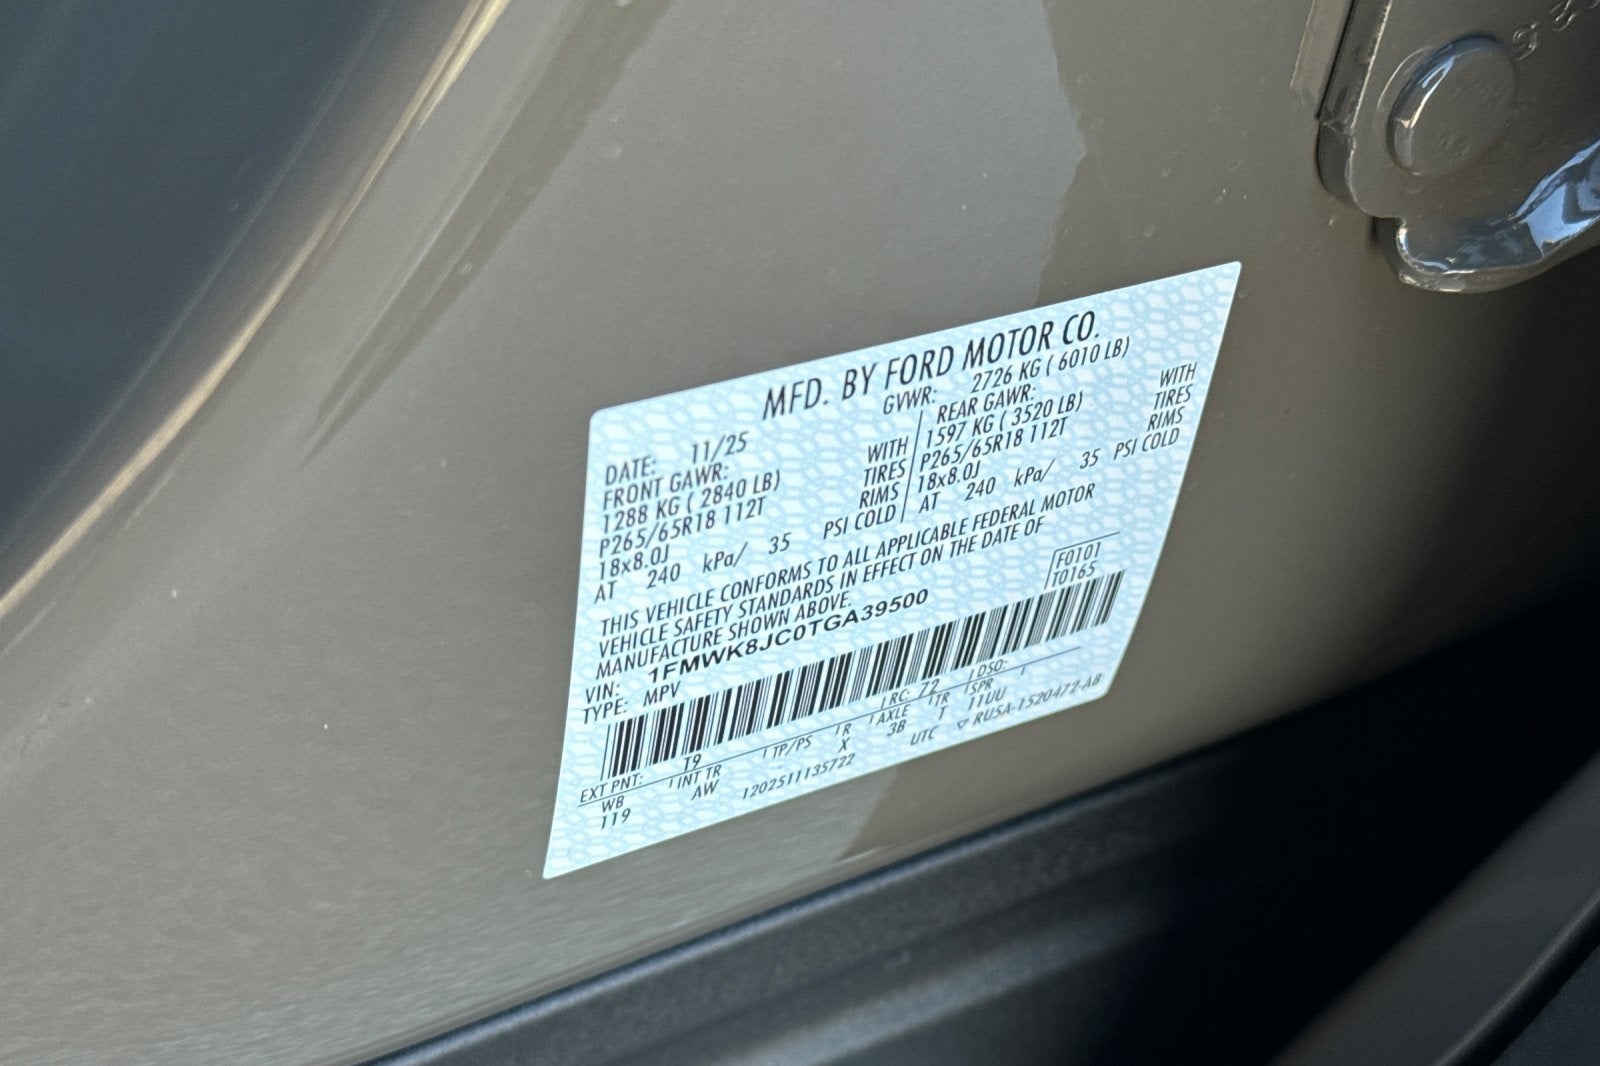 MFD. BY FORD MOTOR CO.
DATE: 11/25 GVWR: 2726 KG ( 6010 LB)
FRONT GAWR: REAR GAWR:
1288 KG ( 2840 LB) WITH 1597 KG ( 3520 LB) WITH
P265/65R18 112T TIRES P265/65R18 112T TIRES
18x8.0J RIMS 18x8.0J RIMS
AT 240 kPa/ 35 PSI COLD AT 240 kPa/ 35 PSI COLD
THIS VEHICLE CONFORMS TO ALL APPLICABLE FEDERAL MOTOR
VEHICLE SAFETY STANDARDS IN EFFECT ON THE DATE OF
MANUFACTURE SHOWN ABOVE.
F0101
T0165
VIN: 1FMWK8JC0TGA39500
TYPE: MPV
EXT PNT: T9 RC: 72 DSO:
WB INT TR TP/PS R AXLE TR SPR
119 AW X 3B T 11UU
1202511135722 UTC ▽ RU5A-1520472-AB